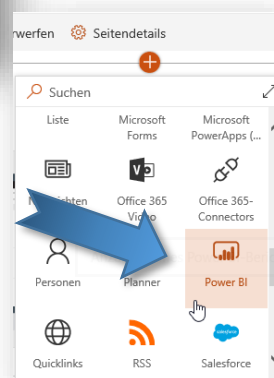 rwerfen Seitendetails
Suchen
Liste Microsoft Forms Microsoft PowerApps (...
Office 365 Video Office 365-Connectors
Personen Planner Power BI
Quicklinks RSS Salesforce